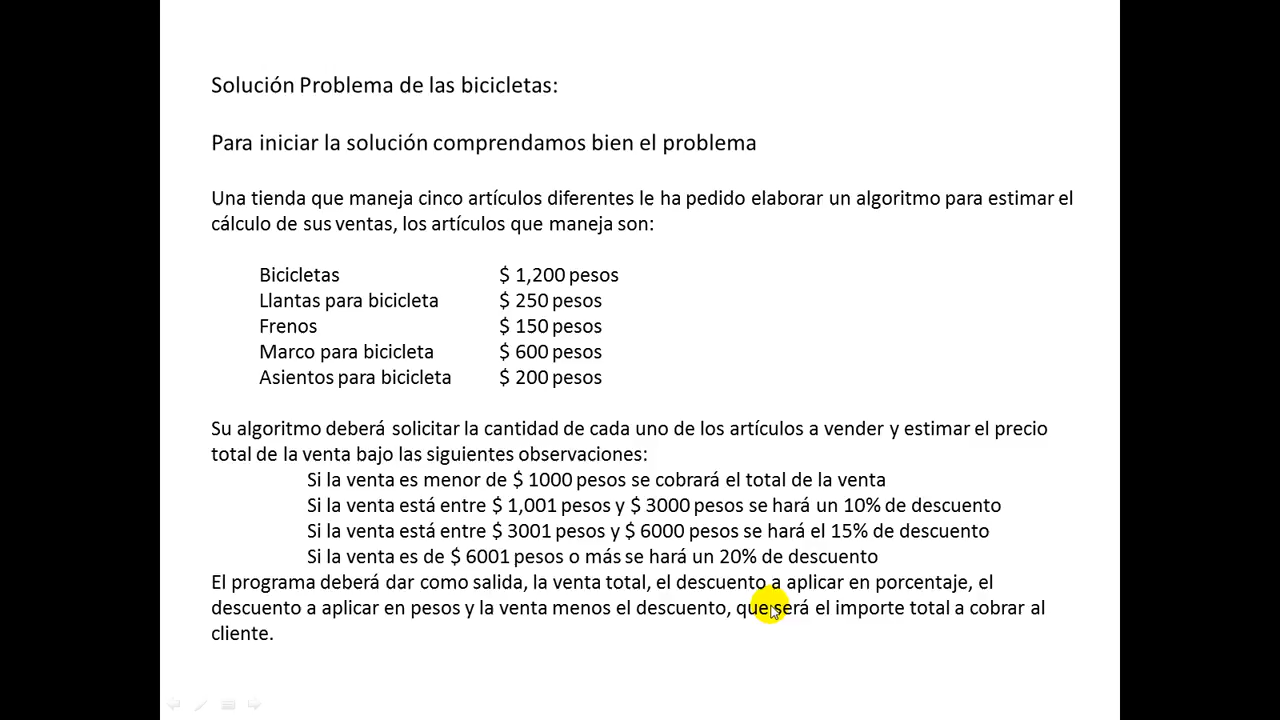 Solución Problema de las bicicletas:
Para iniciar la solución comprendamos bien el problema
Una tienda que maneja cinco artículos diferentes le ha pedido elaborar un algoritmo para estimar el
cálculo de sus ventas, los artículos que maneja son:
Bicicletas $ 1,200 pesos
Llantas para bicicleta $ 250 pesos
Frenos $ 150 pesos
Marco para bicicleta $ 600 pesos
Asientos para bicicleta $ 200 pesos
Su algoritmo deberá solicitar la cantidad de cada uno de los artículos a vender y estimar el precio
total de la venta bajo las siguientes observaciones:
Si la venta es menor de $ 1000 pesos se cobrará el total de la venta
Si la venta está entre $ 1,001 pesos y $ 3000 pesos se hará un 10% de descuento
Si la venta está entre $ 3001 pesos y $ 6000 pesos se hará el 15% de descuento
Si la venta es de $ 6001 pesos o más se hará un 20% de descuento
El programa deberá dar como salida, la venta total, el descuento a aplicar en porcentaje, el
descuento a aplicar en pesos y la venta menos el descuento, que será el importe total a cobrar al
cliente.